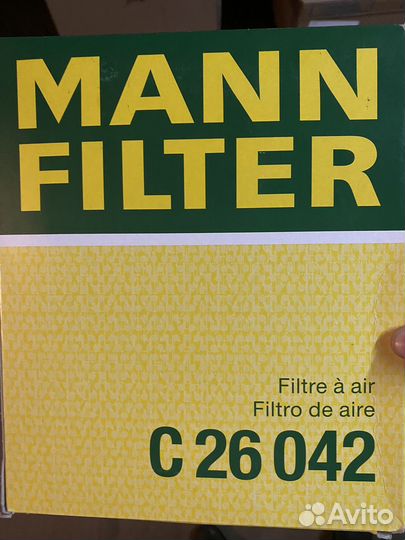 MANN
FILTER
Filtre à air
Filtro de aire
C 26 042
Avito